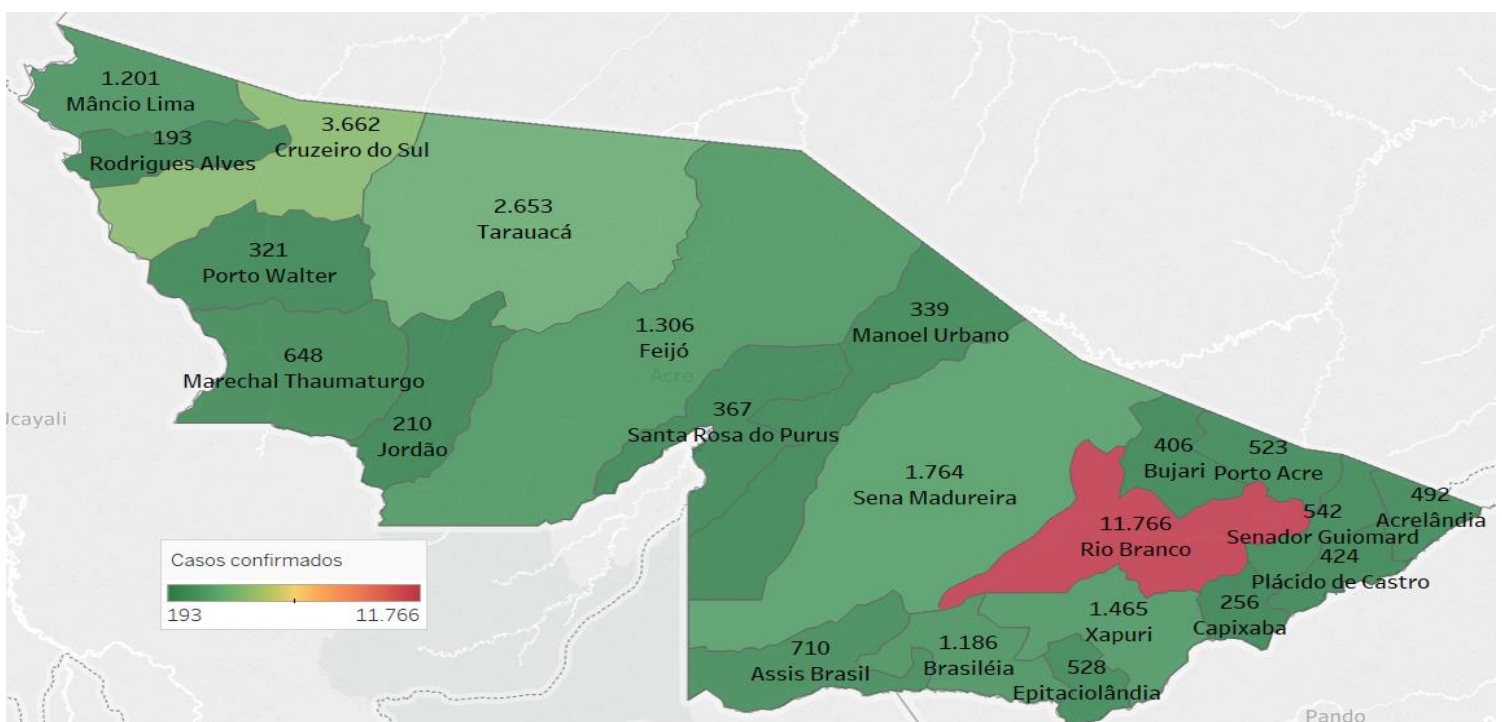 1.201
Mâncio Lima
193
Rodrigues Alves
3.662
Cruzeiro do Sul
2.653
Tarauacá
321
Porto Walter
1.306
Feijó
Acre
339
Manoel Urbano
648
Marechal Thaumaturgo
210
Jordão
367
Santa Rosa do Purus
1.764
Sena Madureira
406
Bujari
523
Porto Acre
492
Acrelândia
11.766
Rio Branco
542
Senador Guiomard
424
Plácido de Castro
256
Capixaba
1.465
Xapuri
710
Assis Brasil
1.186
Brasiléia
528
Epitaciolândia
Ucayali
Pando
Casos confirmados
193 11.766